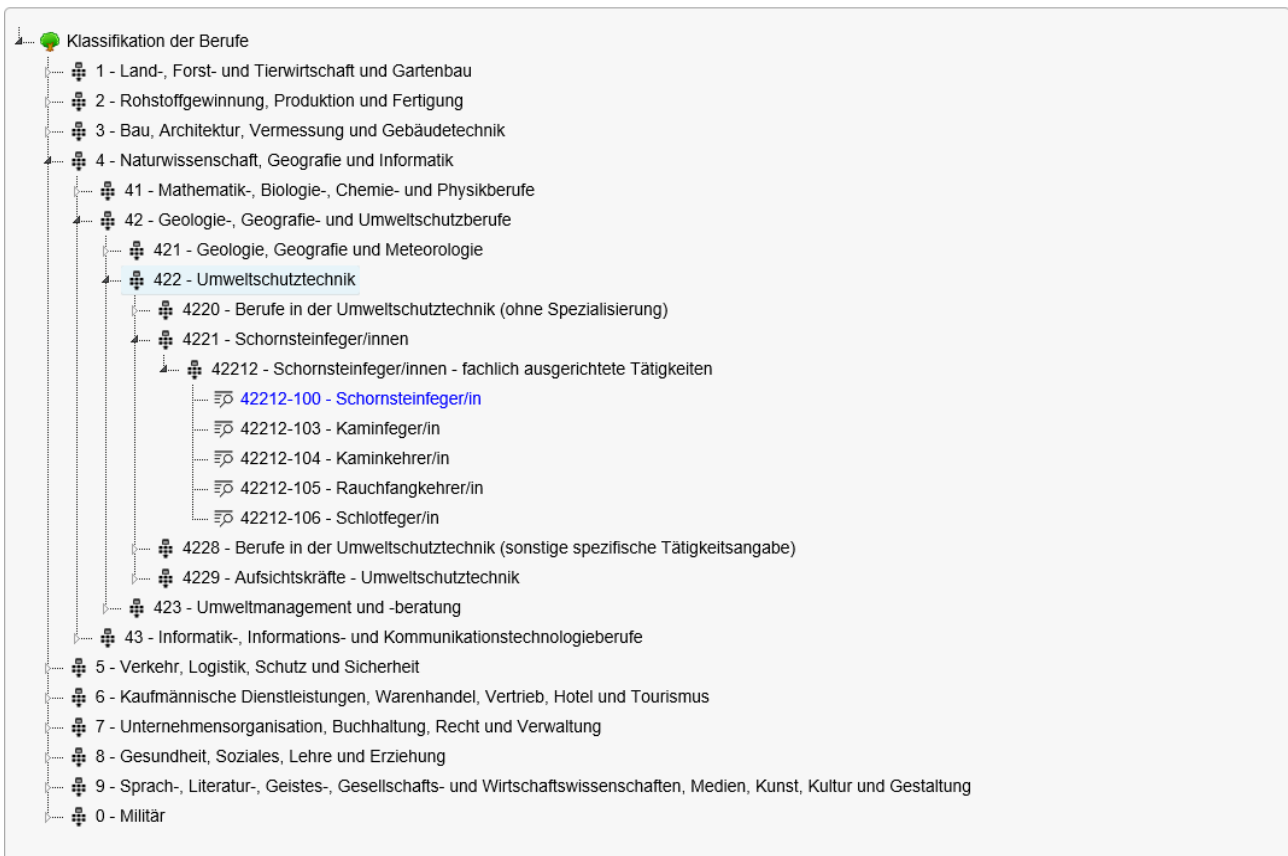 Klassifikation der Berufe
1 - Land-, Forst- und Tierwirtschaft und Gartenbau
2 - Rohstoffgewinnung, Produktion und Fertigung
3 - Bau, Architektur, Vermessung und Gebäudetechnik
4 - Naturwissenschaft, Geografie und Informatik
41 - Mathematik-, Biologie-, Chemie- und Physikberufe
42 - Geologie-, Geografie- und Umweltschutzberufe
421 - Geologie, Geografie und Meteorologie
422 - Umweltschutztechnik
4220 - Berufe in der Umweltschutztechnik (ohne Spezialisierung)
4221 - Schornsteinfeger/innen
42212 - Schornsteinfeger/innen - fachlich ausgerichtete Tätigkeiten
42212-100 - Schornsteinfeger/in
42212-103 - Kaminfeger/in
42212-104 - Kaminkehrer/in
42212-105 - Rauchfangkehrer/in
42212-106 - Schlotfeger/in
4228 - Berufe in der Umweltschutztechnik (sonstige spezifische Tätigkeitsangabe)
4229 - Aufsichtskräfte - Umweltschutztechnik
423 - Umweltmanagement und -beratung
43 - Informatik-, Informations- und Kommunikationstechnologieberufe
5 - Verkehr, Logistik, Schutz und Sicherheit
6 - Kaufmännische Dienstleistungen, Warenhandel, Vertrieb, Hotel und Tourismus
7 - Unternehmensorganisation, Buchhaltung, Recht und Verwaltung
8 - Gesundheit, Soziales, Lehre und Erziehung
9 - Sprach-, Literatur-, Geistes-, Gesellschafts- und Wirtschaftswissenschaften, Medien, Kunst, Kultur und Gestaltung
0 - Militär